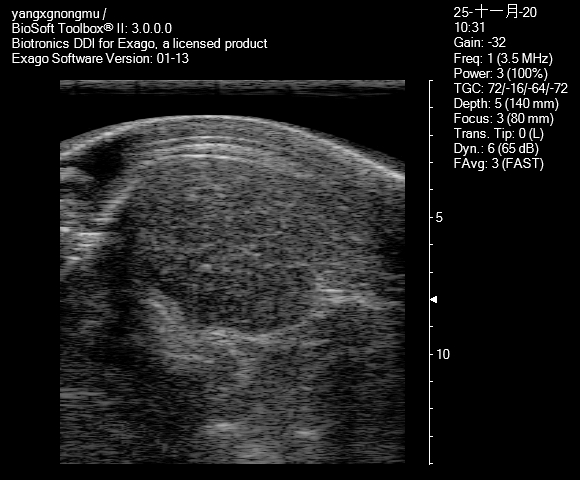 yangxgnongmu /
BioSoft Toolbox® II: 3.0.0.0
Biotronics DDI for Exago, a licensed product
Exago Software Version: 01-13
25-十一月-20
10:31
Gain: -32
Freq: 1 (3.5 MHz)
Power: 3 (100%)
TGC: 72/-16/-64/-72
Depth: 5 (140 mm)
Focus: 3 (80 mm)
Trans. Tip: 0 (L)
Dyn.: 6 (65 dB)
FAvg: 3 (FAST)
5
10